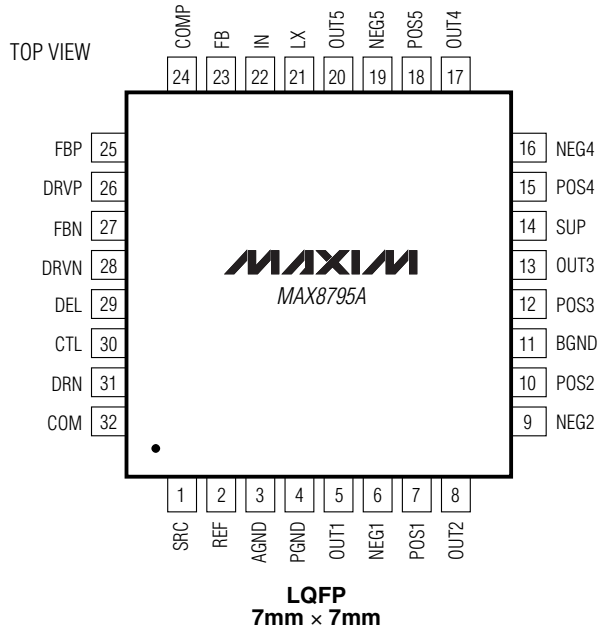 TOP VIEW
COMP FB IN LX OUT5 NEG5 POS5 OUT4
24 23 22 21 20 19 18 17
FBP 25
DRVP 26
FBN 27
DRVN 28
DEL 29
CTL 30
DRN 31
COM 32
MAXIM
MAX8795A
16 NEG4
15 POS4
14 SUP
13 OUT3
12 POS3
11 BGND
10 POS2
9 NEG2
1 2 3 4 5 6 7 8
SRC REF AGND PGND OUT1 NEG1 POS1 OUT2
LQFP
7mm × 7mm